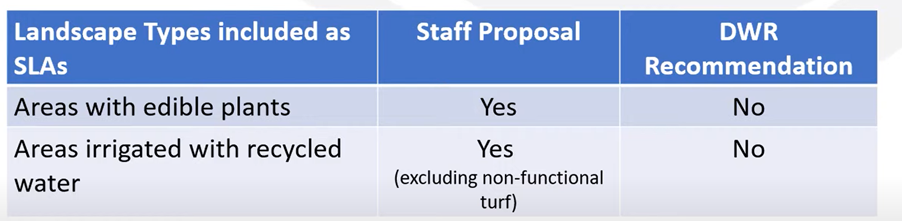 Landscape Types included as Staff Proposal DWR
SLAs Recommendation
Areas with edible plants Yes No
Areas irrigated with recycled Yes No
water (excluding non-functional
turf)